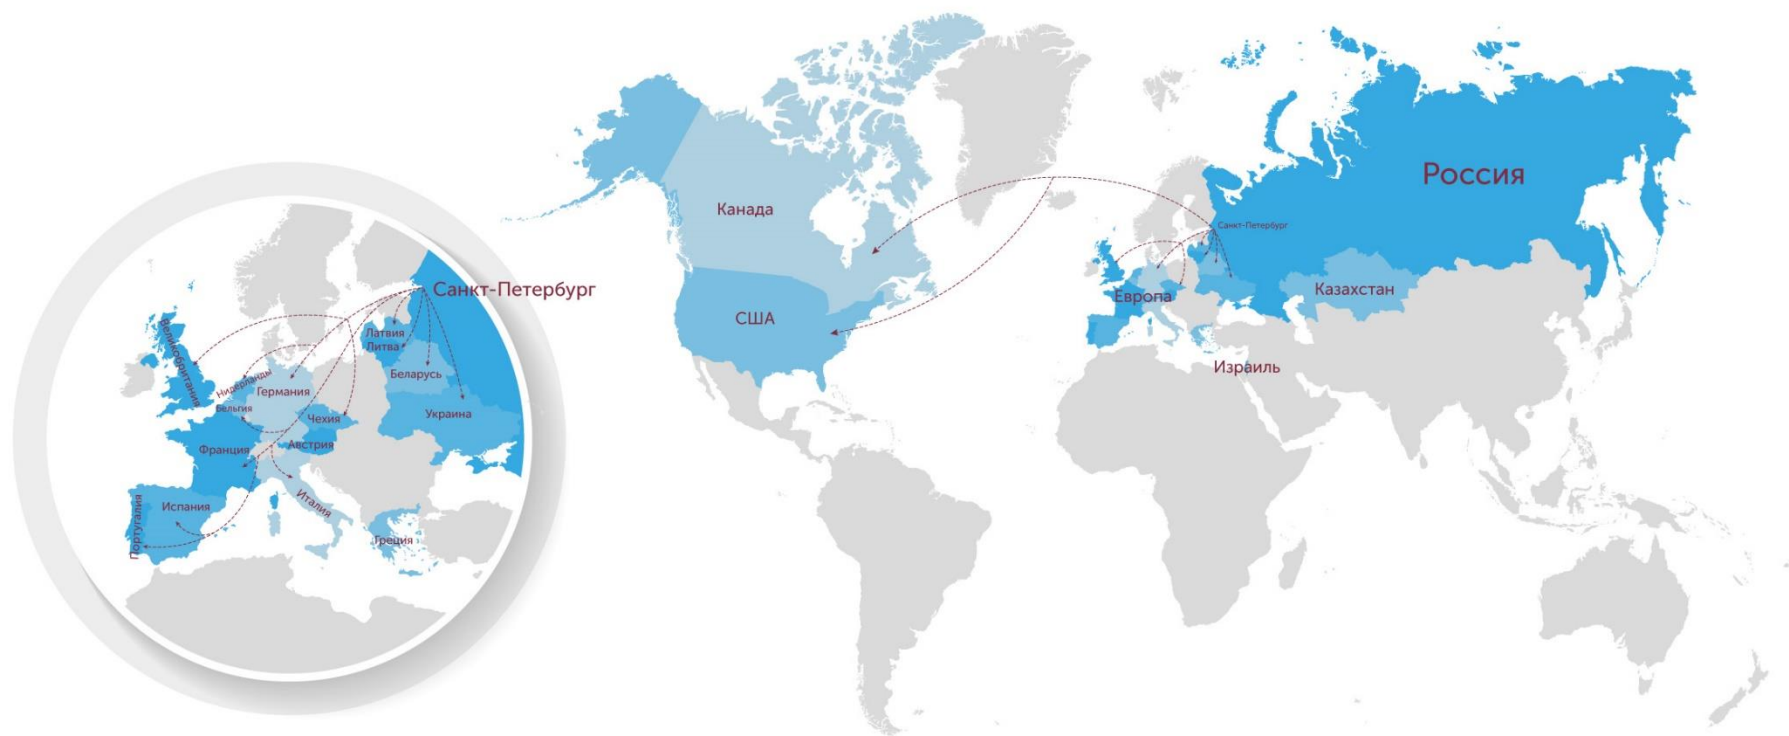 Санкт-Петербург
Великобритания
Латвия
Литва
Беларусь
Нидерланды
Германия
Бельгия
Чехия
Украина
Франция
Австрия
Португалия
Испания
Италия
Греция
Канада
США
Россия
Санкт-Петербург
Европа
Казахстан
Израиль